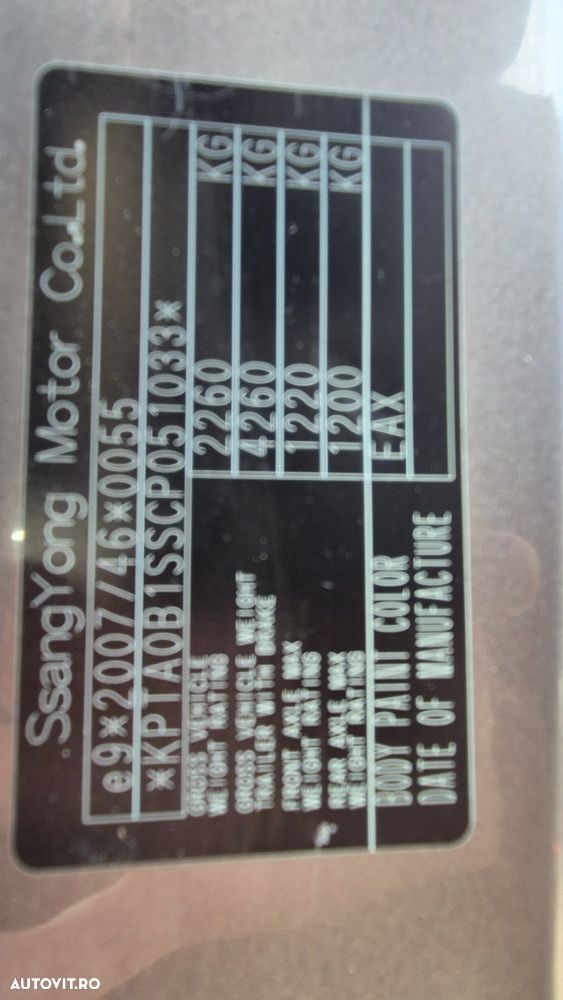 SsangYong Motor Co.Ltd.
e9*2007/46*0055
*KPTA0B1SSCP051033*
GROSS VEHICLE
WEIGHT RATING 2260 KG
GROSS VEHICLE WEIGHT
TRAILER WITH BRAKE 4260 KG
FRONT AXLE MAX
WEIGHT RATING 1220 KG
REAR AXLE MAX
WEIGHT RATING 1200 KG
BODY PAINT COLOR EAX
DATE OF MANUFACTURE
AUTOVIT.RO